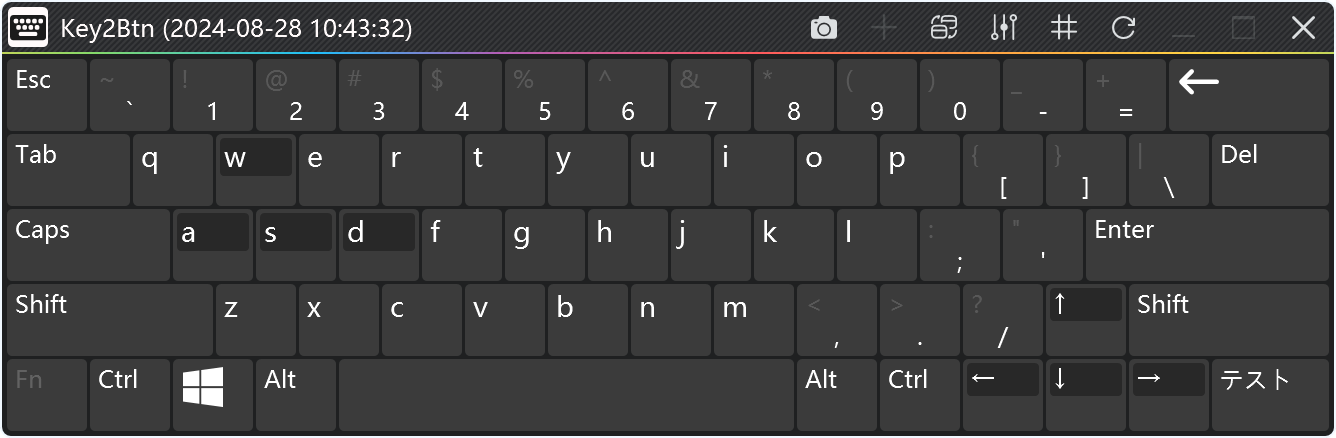 Key2Btn (2024-08-28 10:43:32)
Esc ~ ` ! 1 @ 2 # 3 $ 4 % 5 ^ 6 & 7 * 8 ( 9 ) 0 _ - + = ←
Tab q w e r t y u i o p { [ } ] | \ Del
Caps a s d f g h j k l : ; " ' Enter
Shift z x c v b n m < , > . ? / ↑ Shift
Fn Ctrl Alt Alt Ctrl ← ↓ → テスト